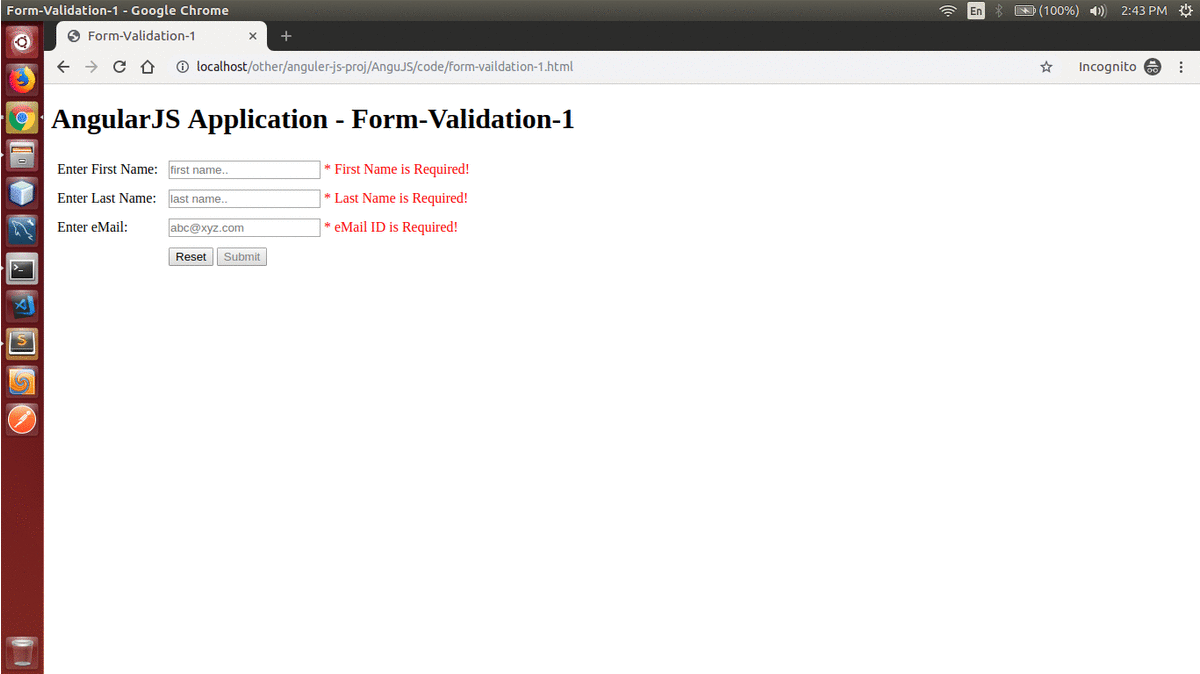 Form-Validation-1 - Google Chrome En (100%) 2:43 PM
Form-Validation-1
localhost/other/anguler-js-proj/AnguJS/code/form-vaildation-1.html Incognito
AngularJS Application - Form-Validation-1
Enter First Name: first name.. * First Name is Required!
Enter Last Name: last name.. * Last Name is Required!
Enter eMail: abc@xyz.com * eMail ID is Required!
Reset Submit